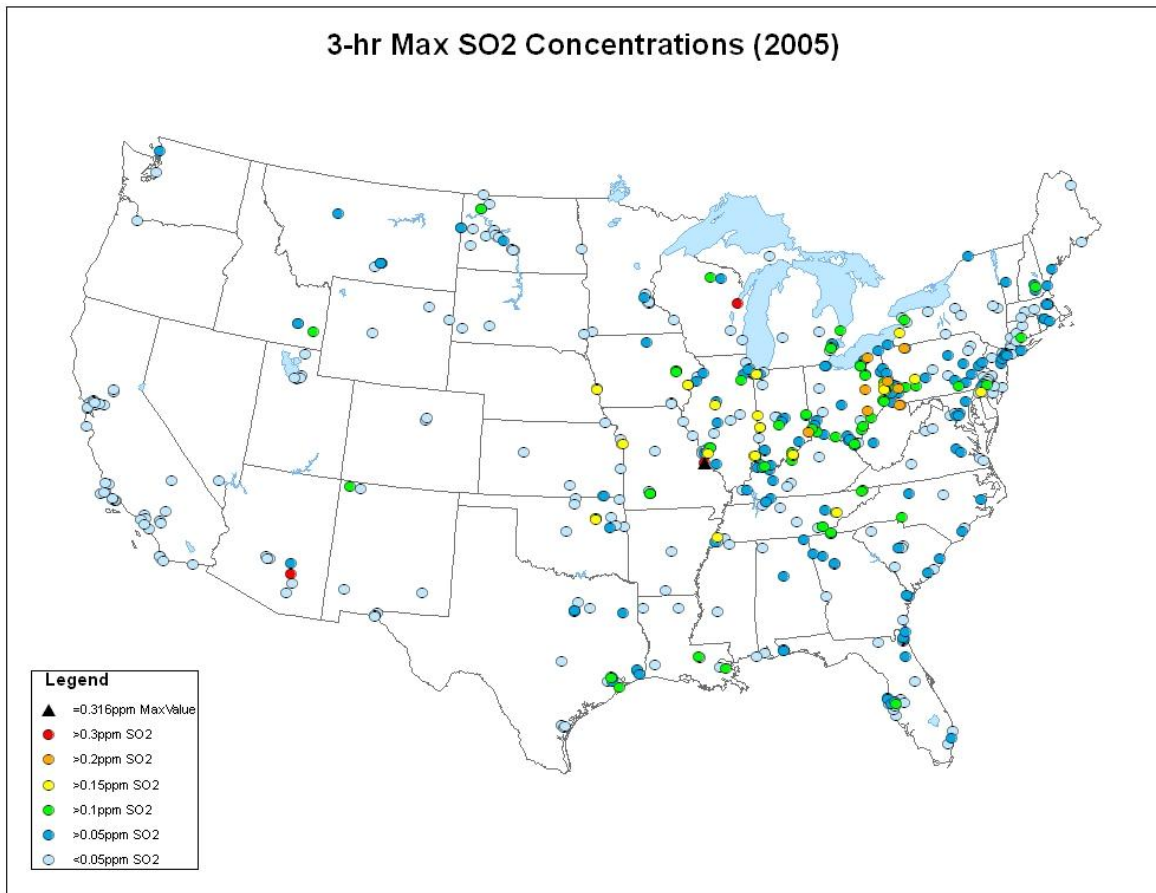 3-hr Max SO2 Concentrations (2005)
Legend
=0.316ppm MaxValue
>0.3ppm SO2
>0.2ppm SO2
>0.15ppm SO2
>0.1ppm SO2
>0.05ppm SO2
<0.05ppm SO2